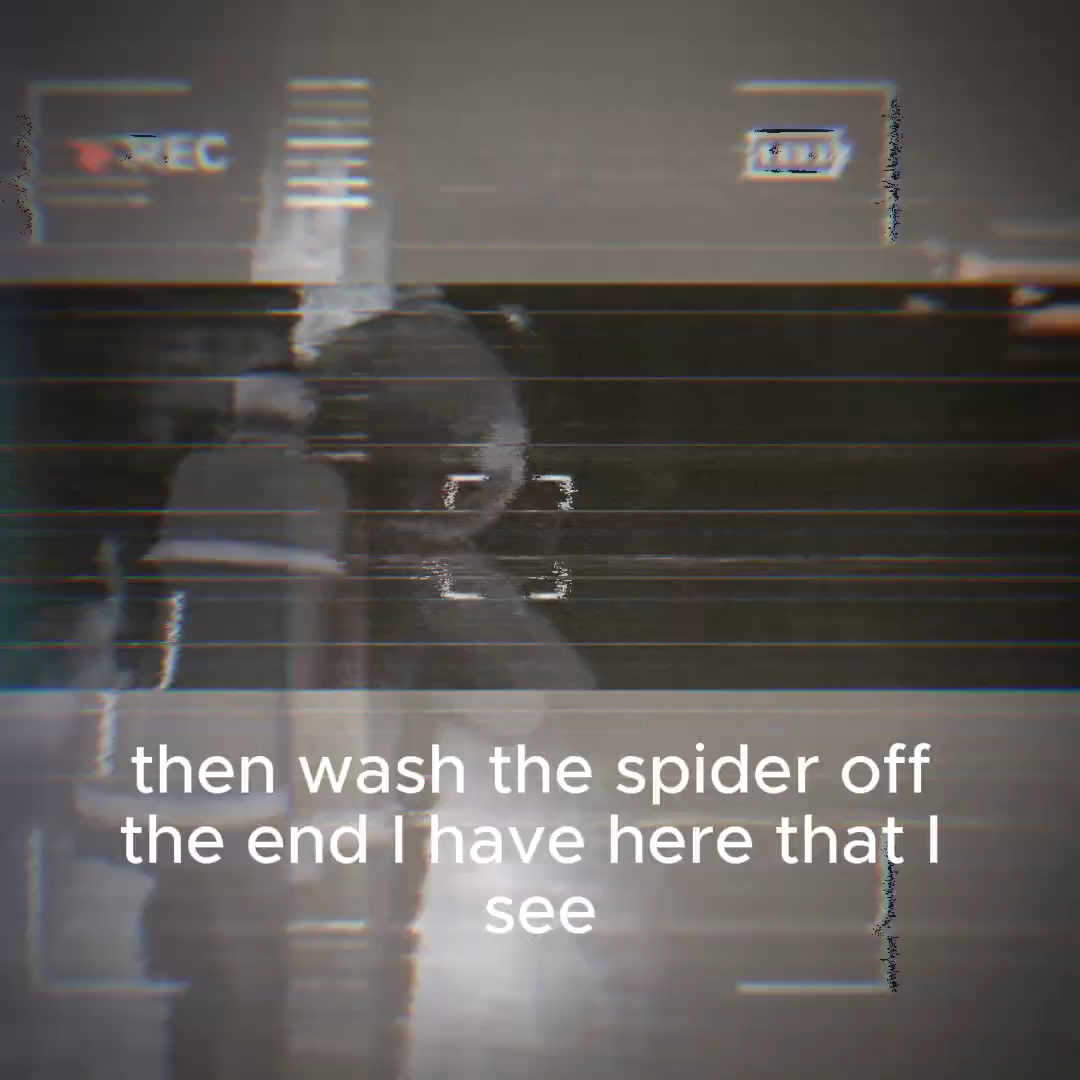 REC
then wash the spider off
the end I have here that I
see